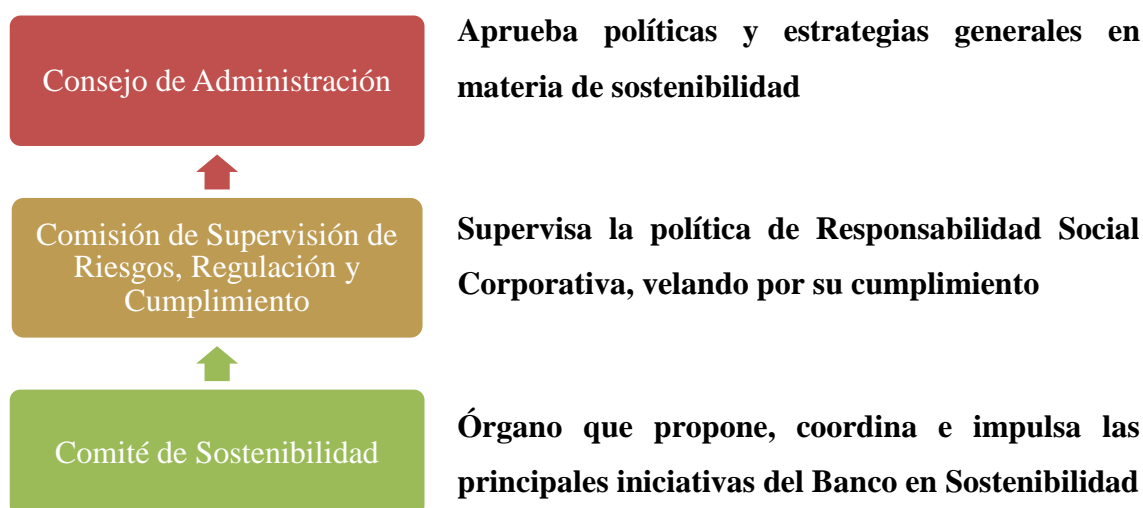 Consejo de Administración
Aprueba políticas y estrategias generales en
materia de sostenibilidad
Comisión de Supervisión de
Riesgos, Regulación y
Cumplimiento
Supervisa la política de Responsabilidad Social
Corporativa, velando por su cumplimiento
Comité de Sostenibilidad
Órgano que propone, coordina e impulsa las
principales iniciativas del Banco en Sostenibilidad